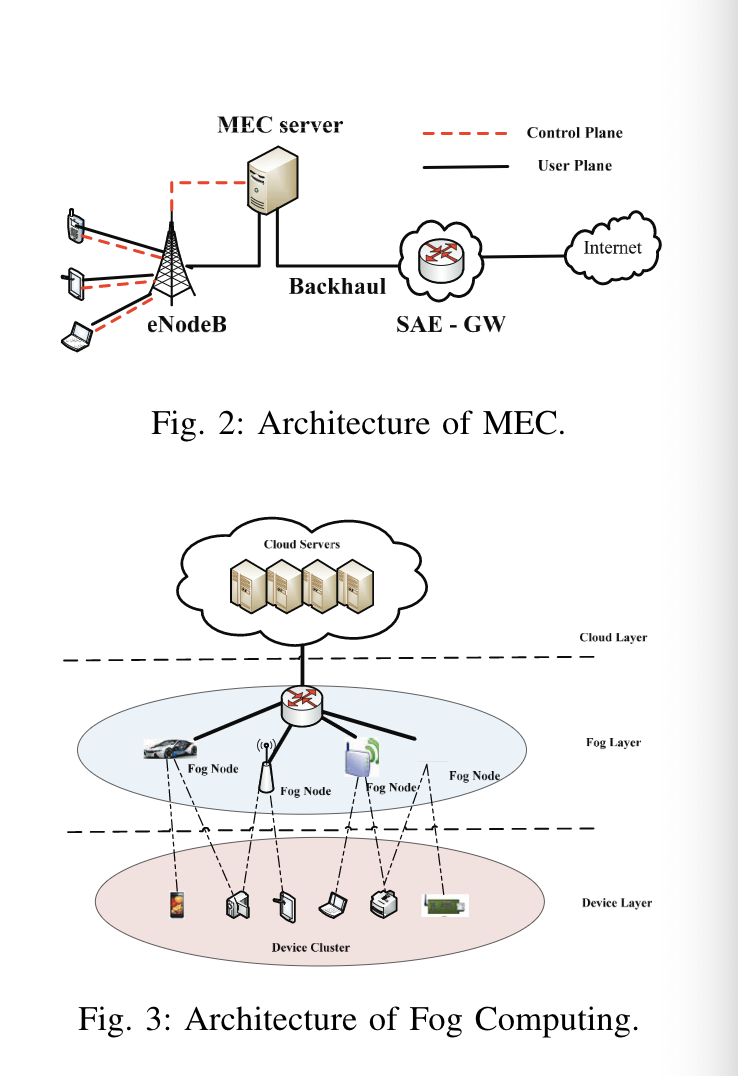 MEC server
Control Plane
User Plane
Internet
Backhaul
eNodeB
SAE - GW
Fig. 2: Architecture of MEC.
Cloud Servers
Cloud Layer
Fog Layer
Fog Node
Fog Node
Fog Node
Fog Node
Device Layer
Device Cluster
Fig. 3: Architecture of Fog Computing.